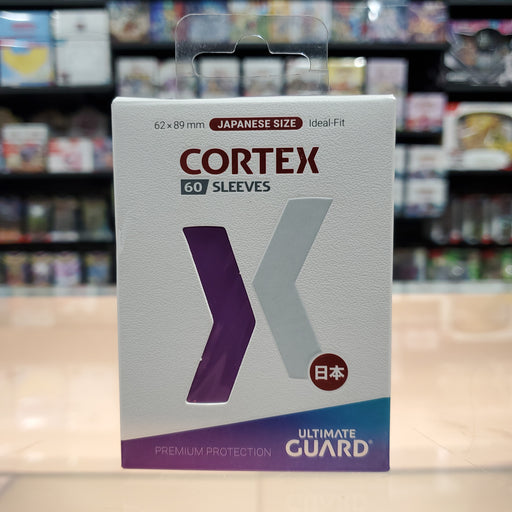 62 x 89 mm JAPANESE SIZE Ideal-Fit
CORTEX
60 SLEEVES
日本
ULTIMATE
GUARD®
PREMIUM PROTECTION